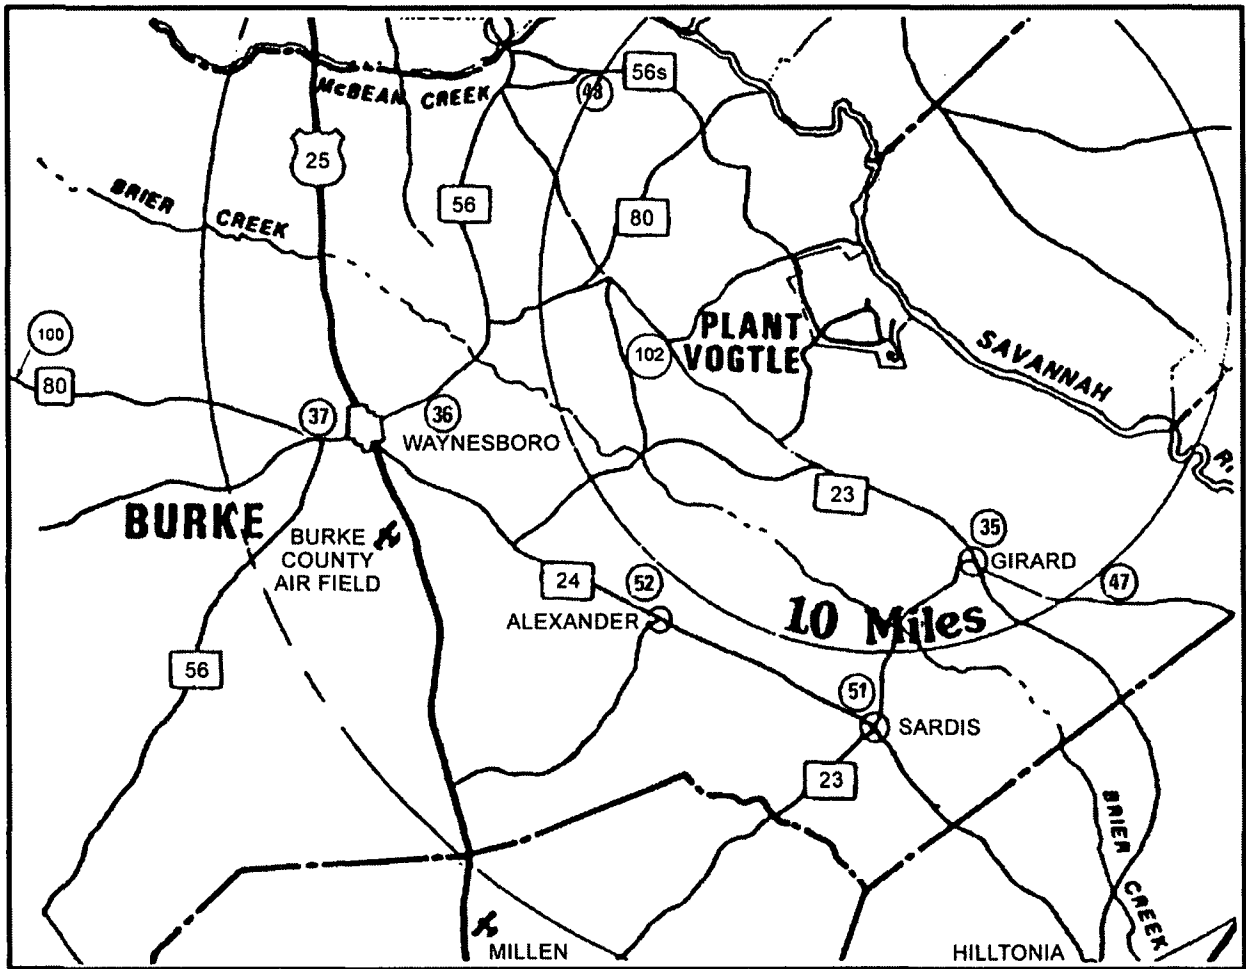 56s
McBEAN CREEK
48
25
BRIER CREEK
56
80
100
80
PLANT
VOGTLE
102
SAVANNAH
R.
37
36
WAYNESBORO
BURKE
23
BURKE
COUNTY
AIR FIELD
35
GIRARD
24
52
47
ALEXANDER
10 Miles
56
51
SARDIS
23
BRIER CREEK
MILLEN
HILLTONIA